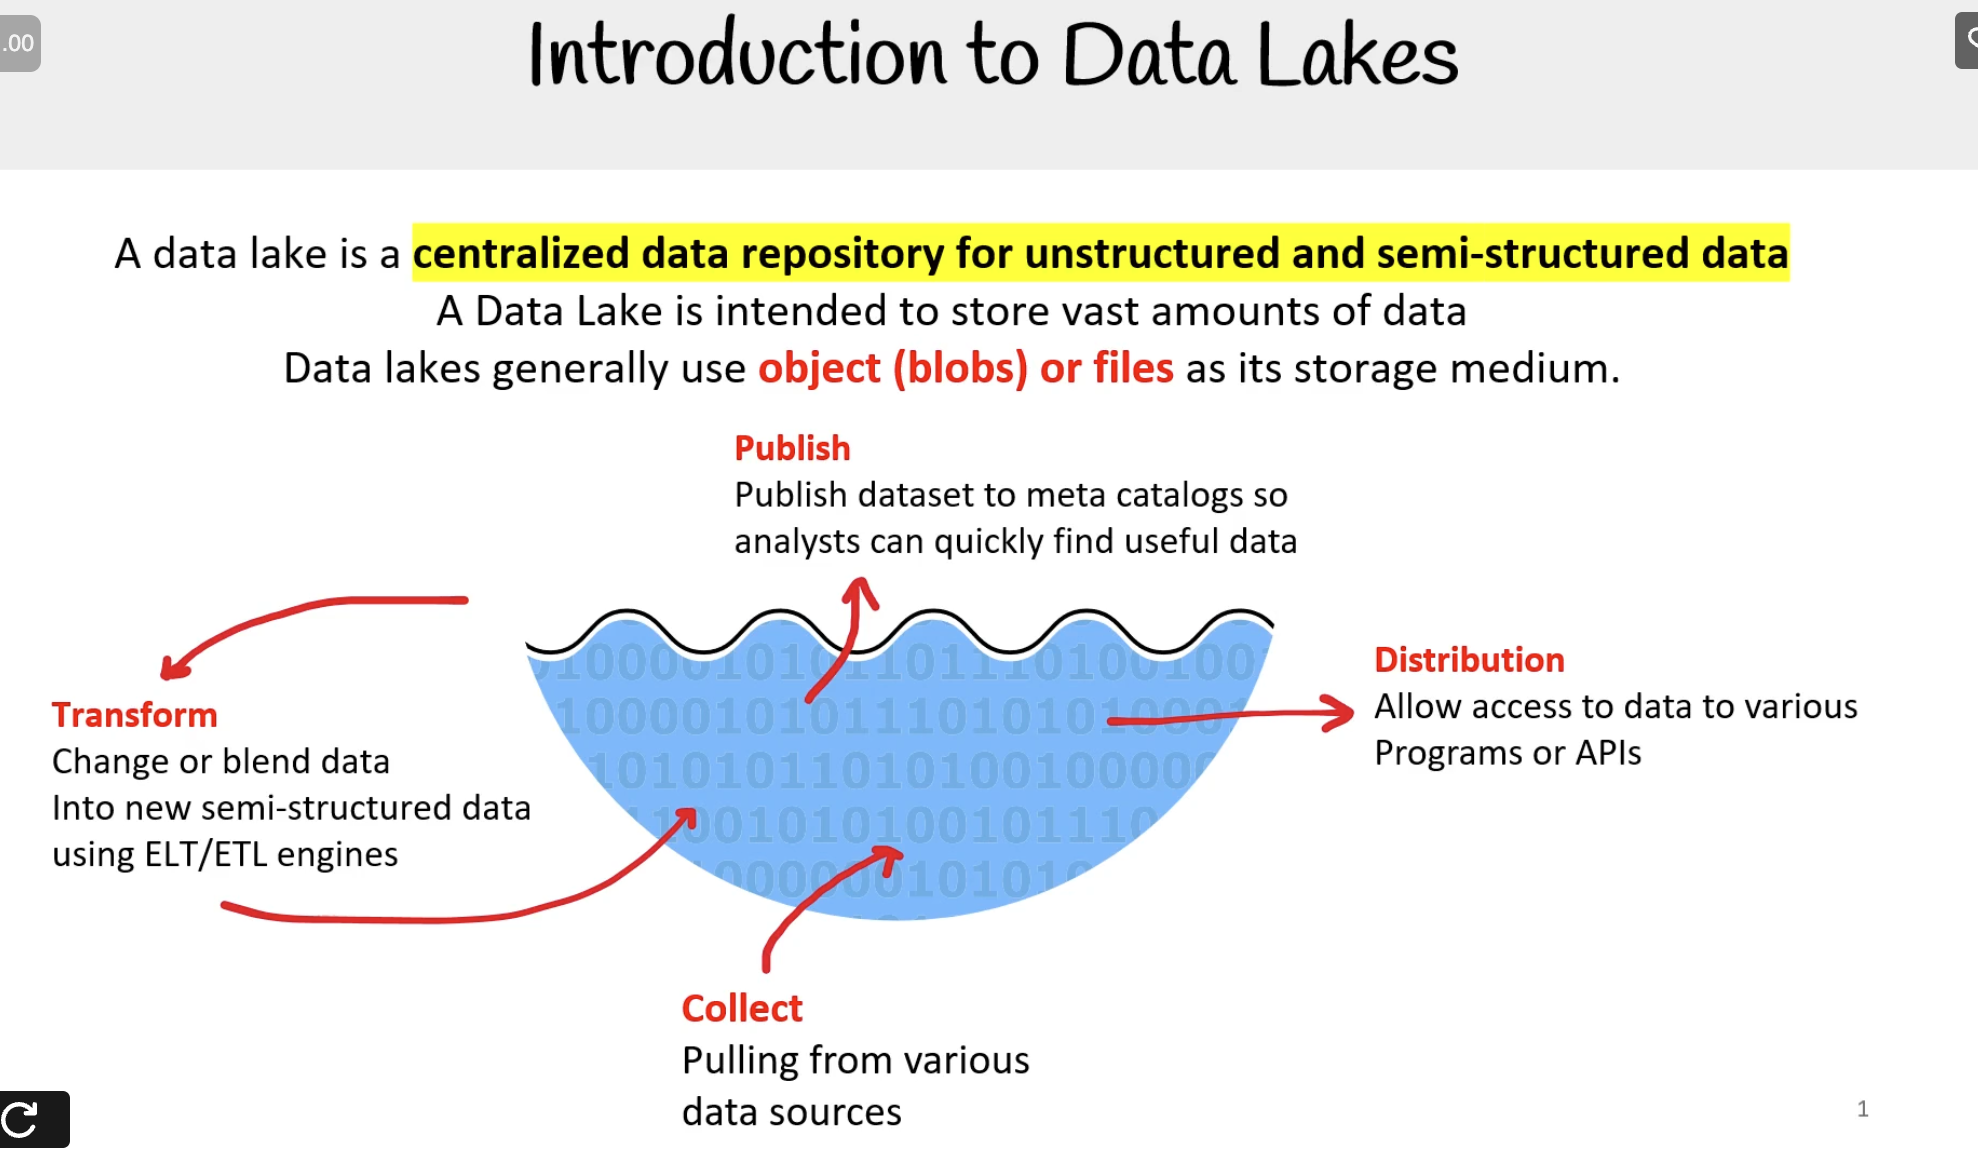 .00
Introduction to Data Lakes
A data lake is a centralized data repository for unstructured and semi-structured data
A Data Lake is intended to store vast amounts of data
Data lakes generally use object (blobs) or files as its storage medium.
Publish
Publish dataset to meta catalogs so
analysts can quickly find useful data
Transform
Change or blend data
Into new semi-structured data
using ELT/ETL engines
Distribution
Allow access to data to various
Programs or APIs
Collect
Pulling from various
data sources
1